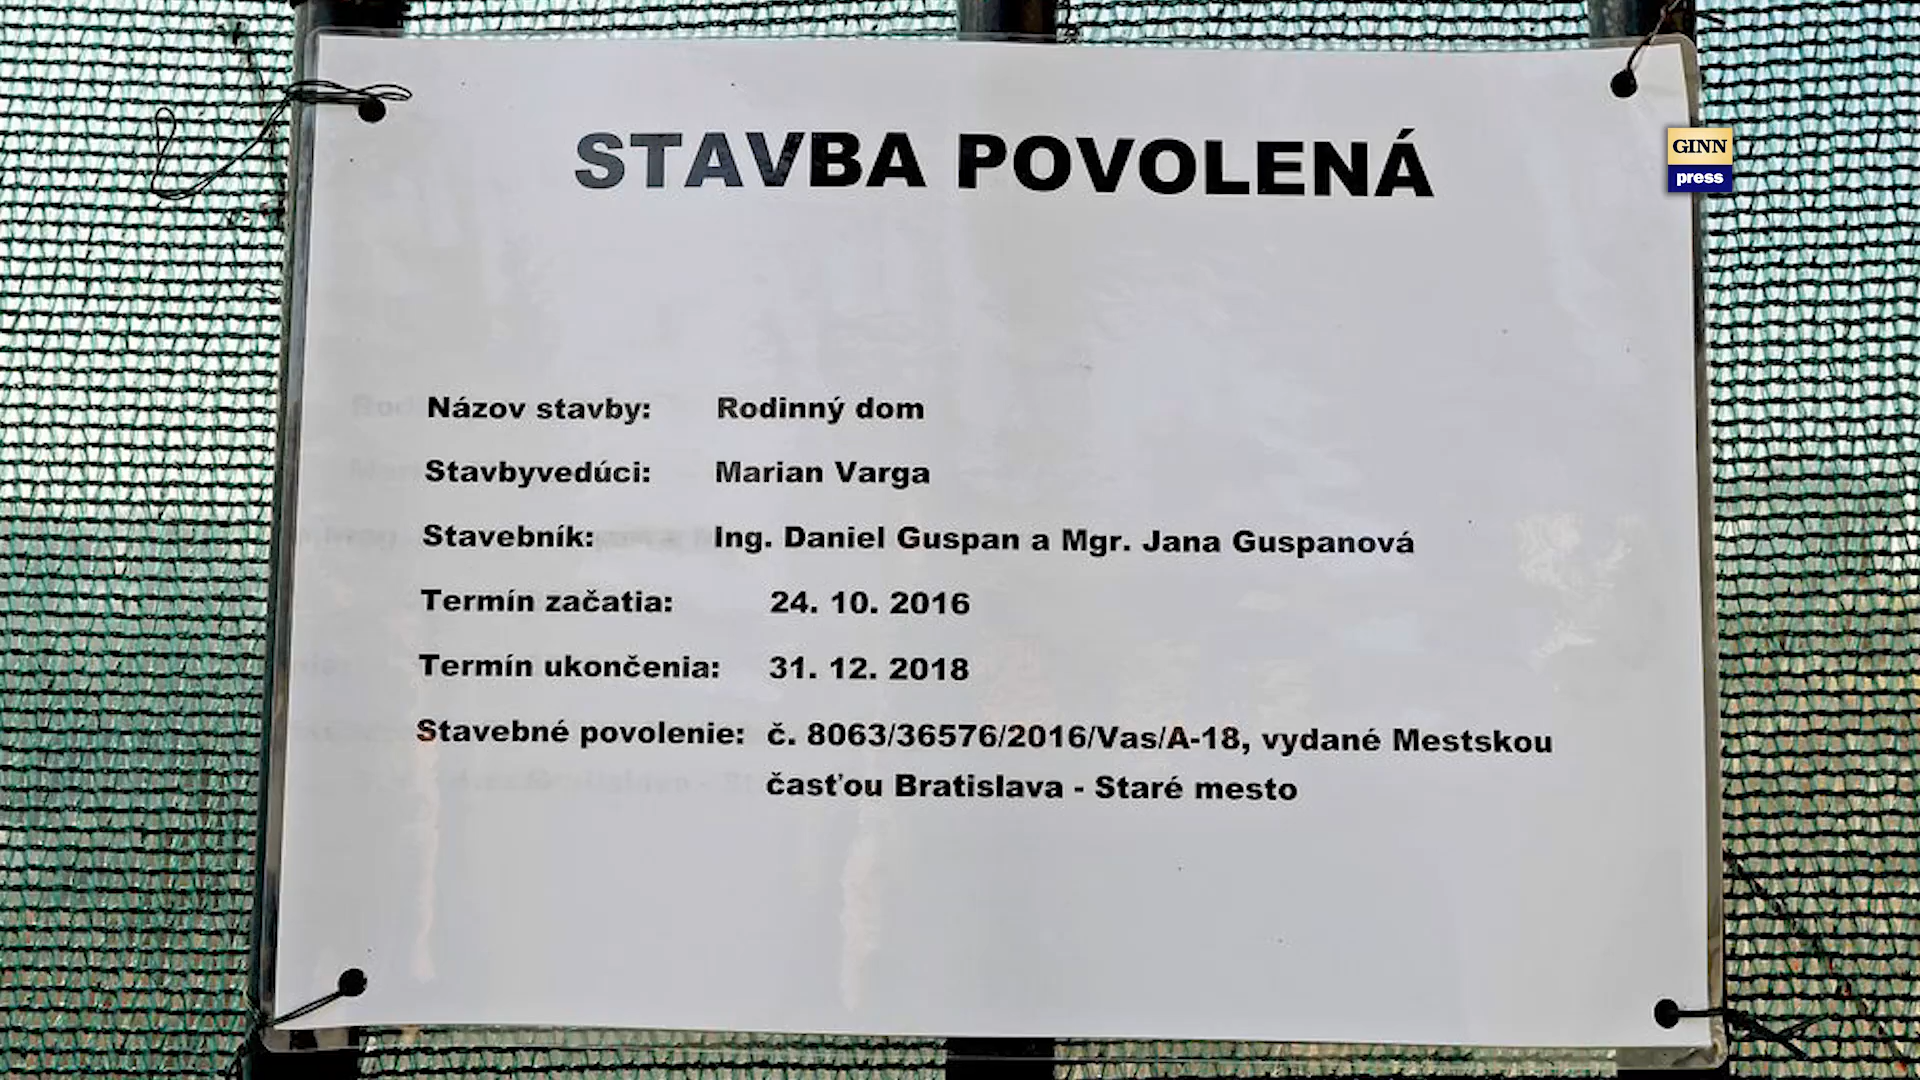 STAVBA POVOLENÁ
GINN
press
Názov stavby: Rodinný dom
Stavbyvedúci: Marian Varga
Stavebník: Ing. Daniel Guspan a Mgr. Jana Guspanová
Termín začatia: 24. 10. 2016
Termín ukončenia: 31. 12. 2018
Stavebné povolenie: č. 8063/36576/2016/Vas/A-18, vydané Mestskou
časťou Bratislava - Staré mesto